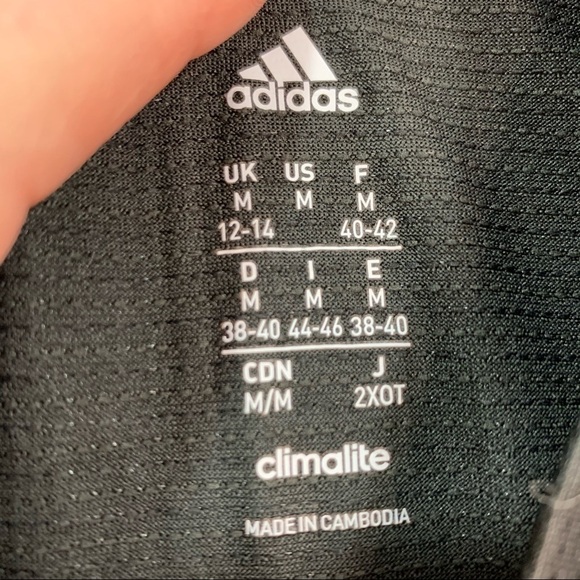 adidas
UK US F
M M M
12-14 40-42
D I E
M M M
38-40 44-46 38-40
CDN J
M/M 2XOT
climalite
MADE IN CAMBODIA